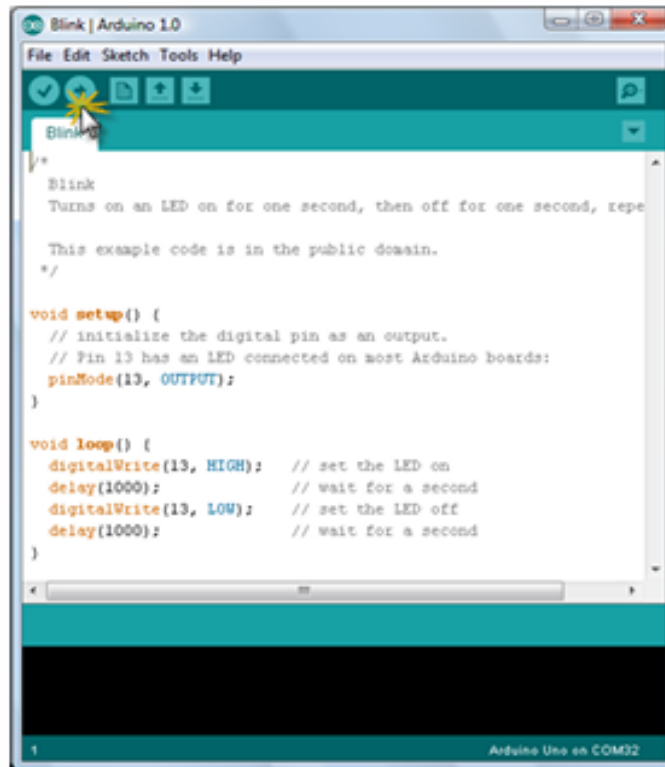 Blink | Arduino 1.0
File Edit Sketch Tools Help
Blink
/*
Blink
Turns on an LED on for one second, then off for one second, repe
This example code is in the public domain.
*/
void setup() {
// initialize the digital pin as an output.
// Pin 13 has an LED connected on most Arduino boards:
pinMode(13, OUTPUT);
}
void loop() {
digitalWrite(13, HIGH);   // set the LED on
delay(1000);              // wait for a second
digitalWrite(13, LOW);    // set the LED off
delay(1000);              // wait for a second
}
1
Arduino Uno on COM32